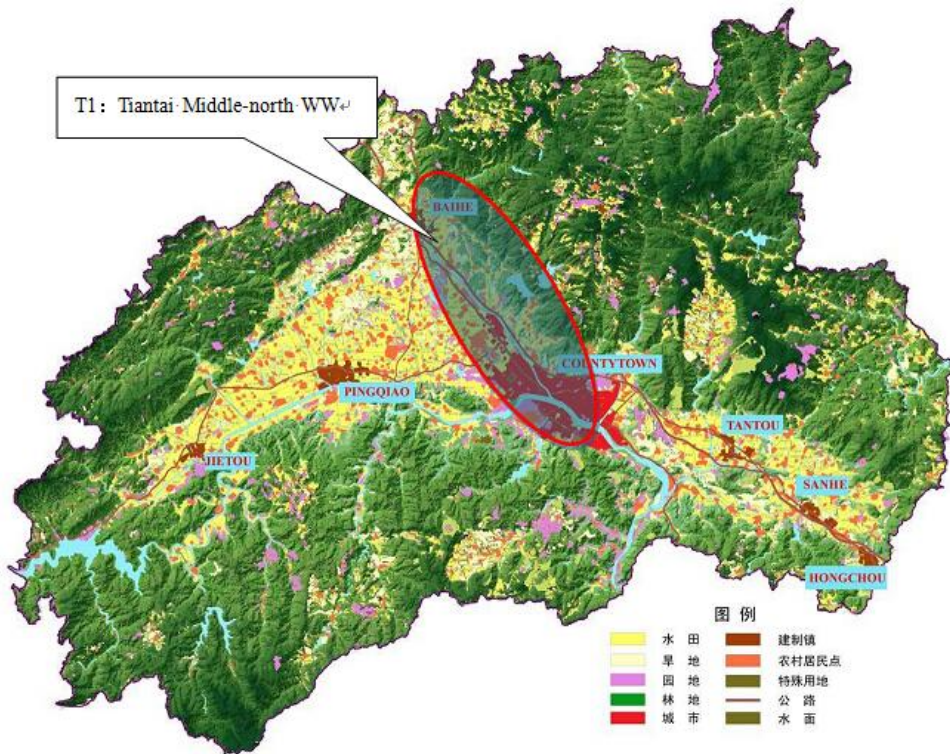 T1：Tiantai Middle-north WW↵
BAIHE
COUNTYTOWN
PINGQIAO
TANTOU
JIETOU
SANHE
HONGCHOU
图 例
水 田
建制镇
旱 地
农村居民点
园 地
特殊用地
林 地
公 路
城 市
水 面